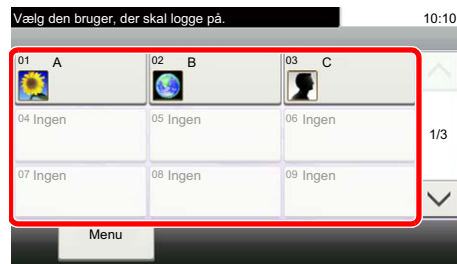 Vælg den bruger, der skal logge på. 10:10
01 A 02 B 03 C
04 Ingen 05 Ingen 06 Ingen
1/3
07 Ingen 08 Ingen 09 Ingen
Menu